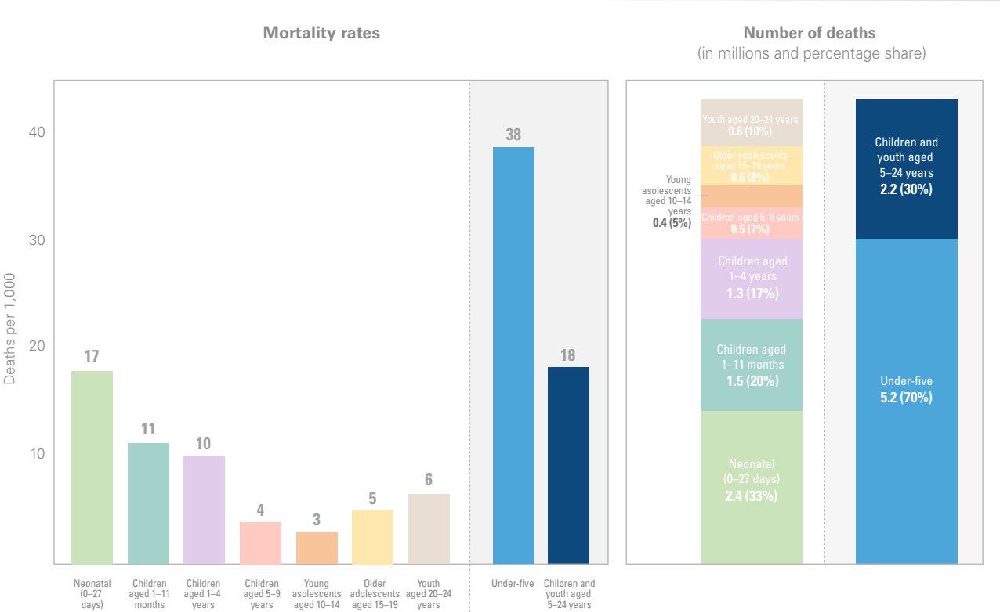 Mortality rates
Number of deaths
(in millions and percentage share)
Deaths per 1,000
40
30
20
10
17
11
10
4
3
5
6
38
18
Neonatal
(0–27
days)
Children
aged 1–11
months
Children
aged 1–4
years
Children
aged 5–9
years
Young
asolescents
aged 10–14
Older
adolescents
aged 15–19
Youth
aged 20–24
years
Under-five
Children and
youth aged
5–24 years
Youth aged 20–24 years
0.8 (10%)
Older adolescents
aged 15–19 years
0.6 (8%)
Young
asolescents
aged 10–14
years
0.4 (5%)
Children aged 5–9 years
0.5 (7%)
Children aged
1–4 years
1.3 (17%)
Children aged
1–11 months
1.5 (20%)
Neonatal
(0–27 days)
2.4 (33%)
Children and
youth aged
5–24 years
2.2 (30%)
Under-five
5.2 (70%)